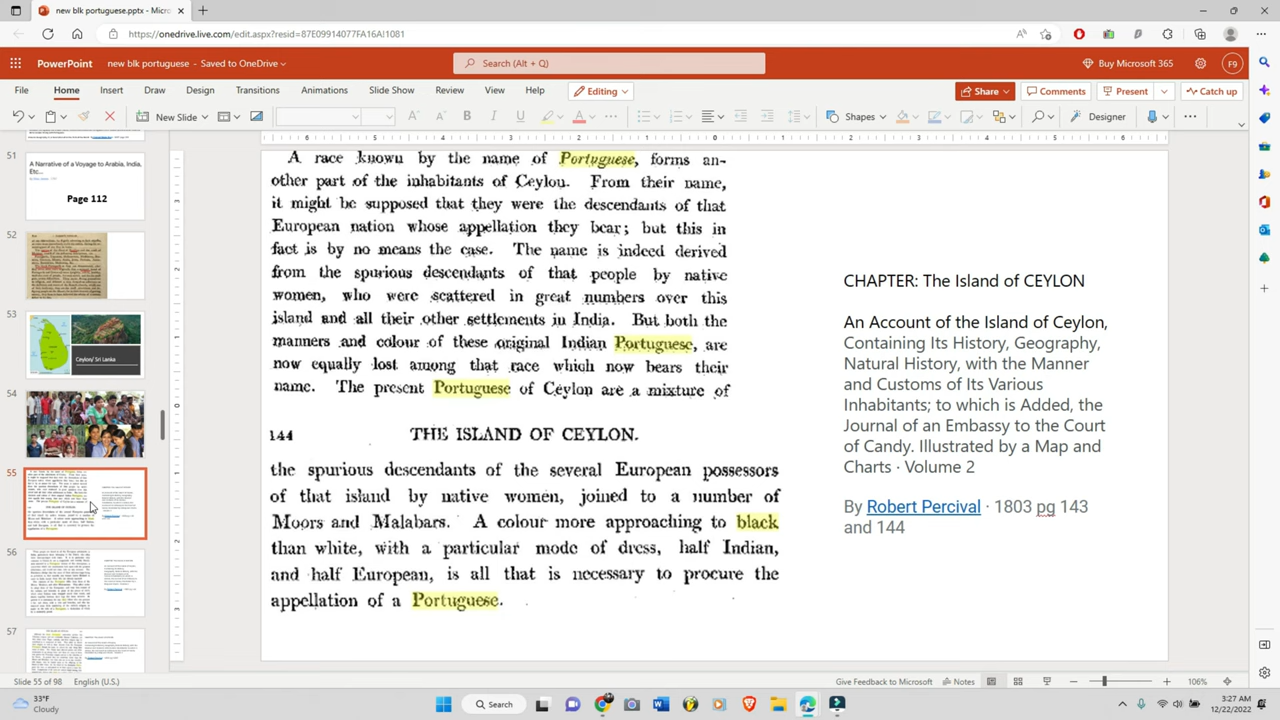 new blk portuguese.pptx - Micro
https://onedrive.live.com/edit.aspx?resid=87E09914077FA16A!1081
PowerPoint
new blk portuguese - Saved to OneDrive
Search (Alt + Q)
Buy Microsoft 365
F9
File
Home
Insert
Draw
Design
Transitions
Animations
Slide Show
Review
View
Help
Editing
Share
Comments
Present
Catch up
New Slide
Shapes
Designer
51
A Narrative of a Voyage to Arabia, India,
Etc...
Page 112
52
53
Ceylon/ Sri Lanka
54
55
56
57
A race known by the name of Portuguese, forms an-
other part of the inhabitants of Ceylon. From their name,
it might be supposed that they were the descendants of that
European nation whose appellation they bear; but this in
fact is by no means the case. The name is indeed derived
from the spurious descendants of that people by native
women, who were scattered in great numbers over this
island and all their other settlements in India. But both the
manners and colour of these original Indian Portuguese, are
now equally lost among that race which now bears their
name. The present Portuguese of Ceylon are a mixture of
144 THE ISLAND OF CEYLON.
the spurious descendants of the several European possessors
of that island by native women, joined to a number of
Moors and Malabars. A colour more approaching to black
than white, with a particular mode of dress, half Indian,
and half European, is all that is necessary to procure the
appellation of a Portuguese.
CHAPTER: The Island of CEYLON
An Account of the Island of Ceylon,
Containing Its History, Geography,
Natural History, with the Manner
and Customs of Its Various
Inhabitants; to which is Added, the
Journal of an Embassy to the Court
of Candy. Illustrated by a Map and
Charts · Volume 2
By Robert Percival · 1803 pg 143
and 144
Slide 55 of 98
English (U.S.)
Give Feedback to Microsoft
Notes
106%
33°F
Cloudy
Search
3:27 AM
12/22/2022